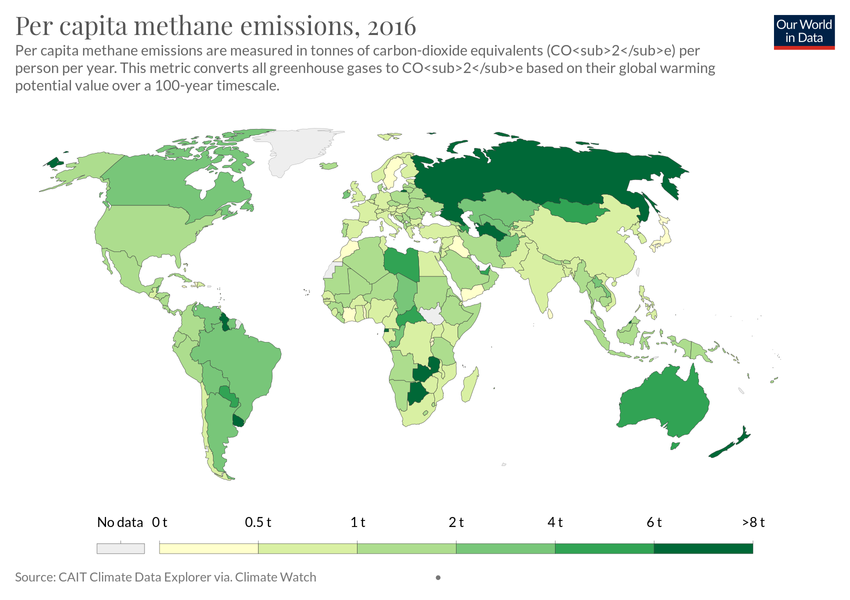 Per capita methane emissions, 2016
Our World
in Data
Per capita methane emissions are measured in tonnes of carbon-dioxide equivalents (CO<sub>2</sub>e) per
person per year. This metric converts all greenhouse gases to CO<sub>2</sub>e based on their global warming
potential value over a 100-year timescale.
No data 0 t 0.5 t 1 t 2 t 4 t 6 t >8 t
Source: CAIT Climate Data Explorer via. Climate Watch •